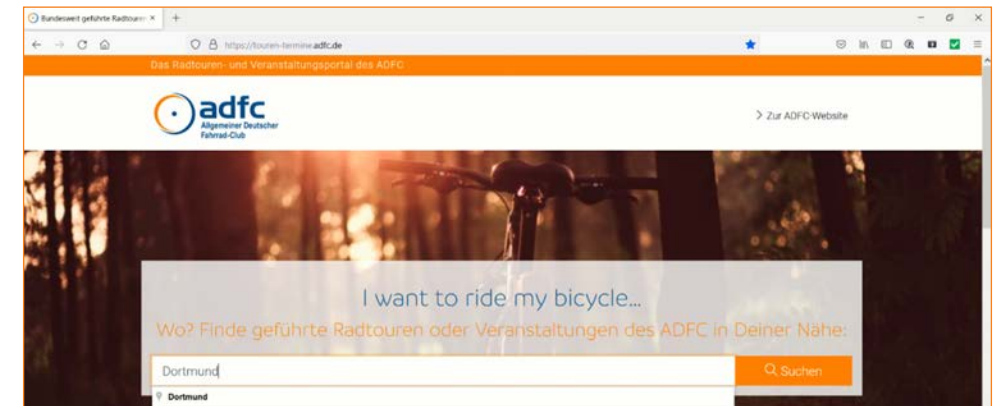 Bundesweit geführte Radtouren
https://touren-termine.adfc.de
Das Radtouren- und Veranstaltungsportal des ADFC
adfc
Allgemeiner Deutscher
Fahrrad-Club
> Zur ADFC-Website
I want to ride my bicycle...
Wo? Finde geführte Radtouren oder Veranstaltungen des ADFC in Deiner Nähe:
Dortmund
Suchen
Dortmund